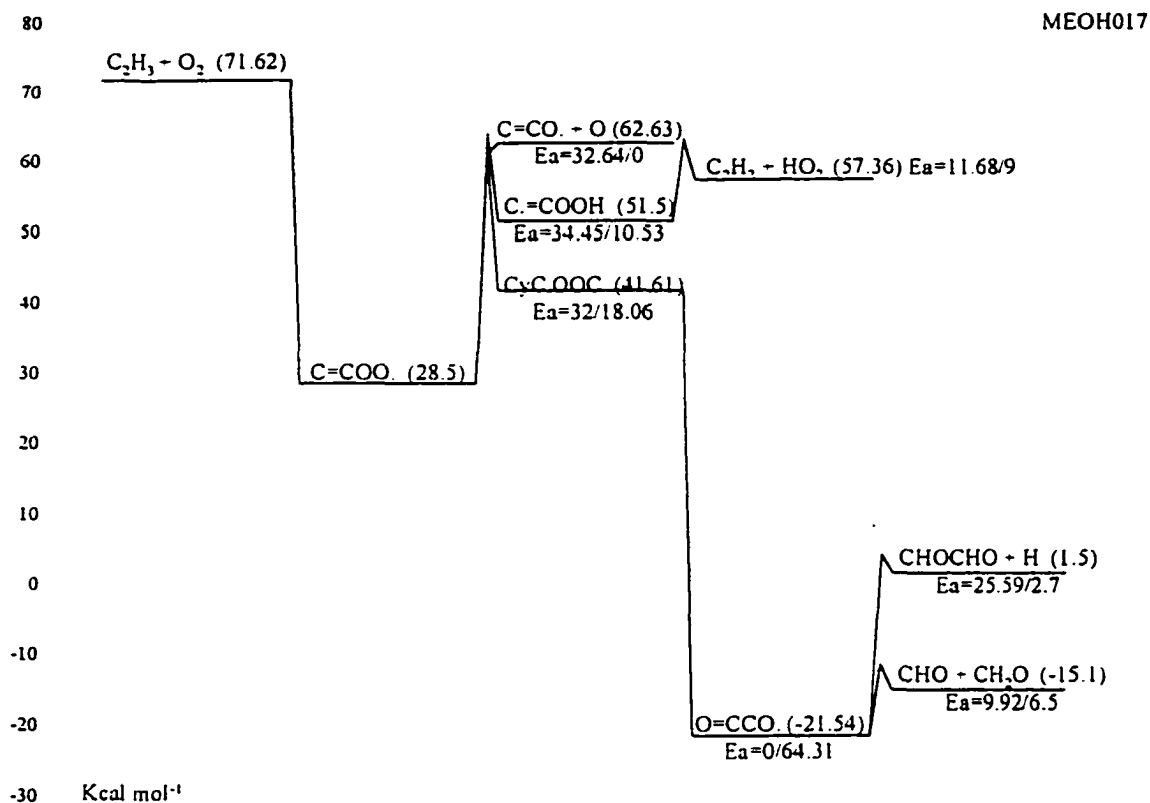 80
MEOH017
C₂H₃ + O₂ (71.62)
70
C=CO. + O (62.63)
Ea=32.64/0
60
C₂H₂ + HO₂ (57.36) Ea=11.68/9
C.=COOH (51.5)
50
Ea=34.45/10.53
CyC.OOC (41.61)
40
Ea=32/18.06
30
C=COO. (28.5)
20
10
CHOCHO + H (1.5)
0
Ea=25.59/2.7
-10
CHO + CH₂O (-15.1)
Ea=9.92/6.5
-20
O=CCO. (-21.54)
Ea=0/64.31
-30
Kcal mol⁻¹